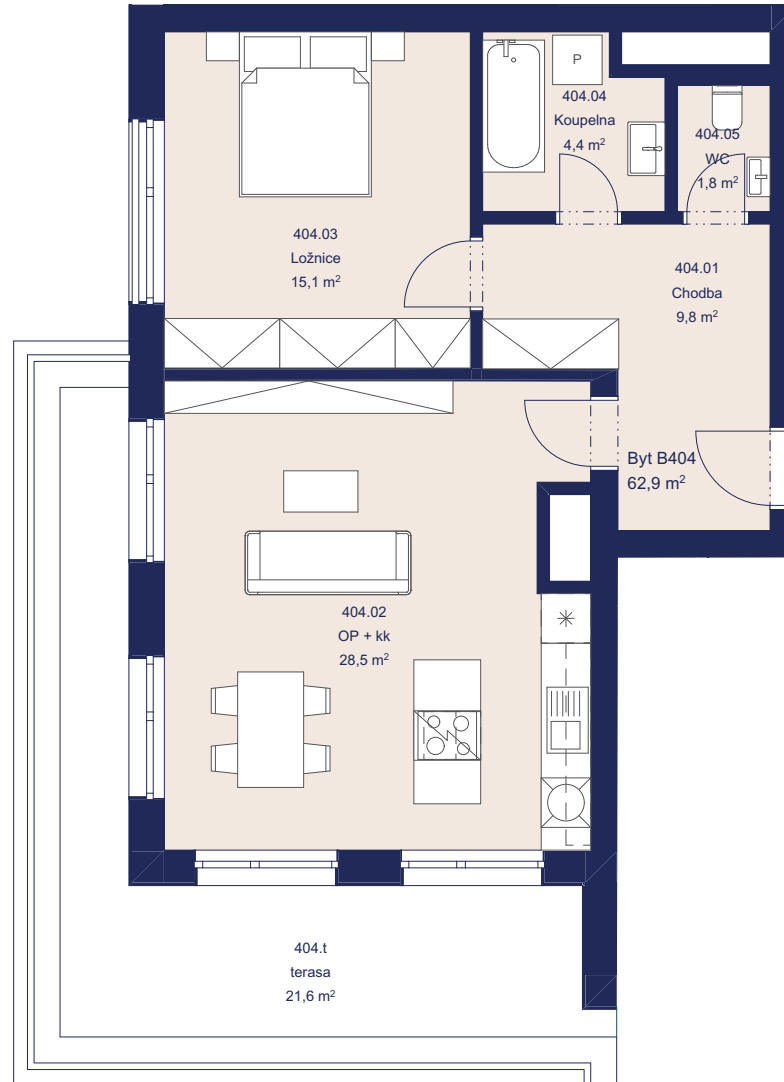 P
404.04
Koupelna
4,4 m²
404.05
WC
1,8 m²
404.03
Ložnice
15,1 m²
404.01
Chodba
9,8 m²
Byt B404
62,9 m²
404.02
OP + kk
28,5 m²
404.t
terasa
21,6 m²